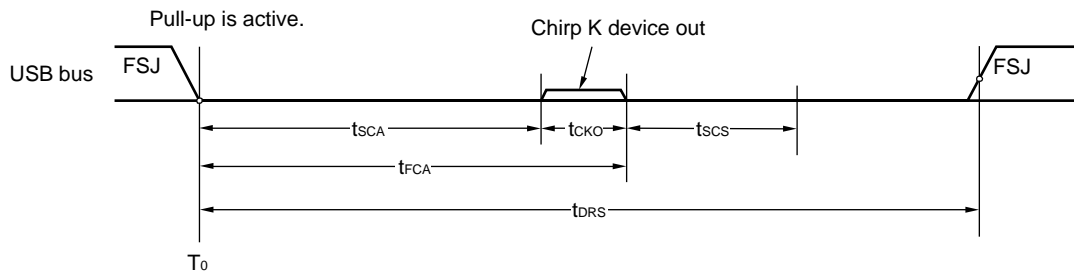 Pull-up is active.
Chirp K device out
USB bus
FSJ
FSJ
tSCA
tCKO
tSCS
tFCA
tDRS
T0